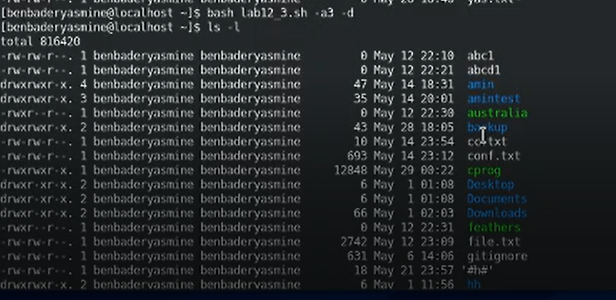 [benbaderyasmine@localhost ~]$ bash lab12_3.sh -a3 -d
[benbaderyasmine@localhost ~]$ ls -l
total 816420
-rw-rw-r--. 1 benbaderyasmine benbaderyasmine 0 May 12 22:10 abc1
-rw-rw-r--. 1 benbaderyasmine benbaderyasmine 0 May 12 22:21 abcd1
drwxrwxr-x. 4 benbaderyasmine benbaderyasmine 47 May 14 18:31 amin
drwxrwxr-x. 3 benbaderyasmine benbaderyasmine 35 May 14 20:01 amintest
-rwxrwxr-x. 1 benbaderyasmine benbaderyasmine 0 May 12 22:30 australia
drwxrwxr-x. 2 benbaderyasmine benbaderyasmine 43 May 28 18:05 backup
-rw-rw-r--. 1 benbaderyasmine benbaderyasmine 10 May 14 23:54
-rw-rw-r--. 1 benbaderyasmine benbaderyasmine 693 May 14 23:12 conf.txt
-rwxrwxr-x. 1 benbaderyasmine benbaderyasmine 12848 May 29 00:22 cprog
drwxr-xr-x. 2 benbaderyasmine benbaderyasmine 6 May 1 01:08 Desktop
drwxr-xr-x. 2 benbaderyasmine benbaderyasmine 6 May 1 01:08 Documents
drwxr-xr-x. 2 benbaderyasmine benbaderyasmine 66 May 1 02:03 Downloads
-rwxrwxr-x. 1 benbaderyasmine benbaderyasmine 0 May 12 22:31 feathers
-rw-rw-r--. 1 benbaderyasmine benbaderyasmine 2742 May 12 23:09 file.txt
-rw-rw-r--. 1 benbaderyasmine benbaderyasmine 631 May 6 14:06 gitignore
-rw-rw-r--. 1 benbaderyasmine benbaderyasmine 18 May 21 23:57 '#h#'
drwxrwxr-x. 2 benbaderyasmine benbaderyasmine 6 May 1 11:56 hh